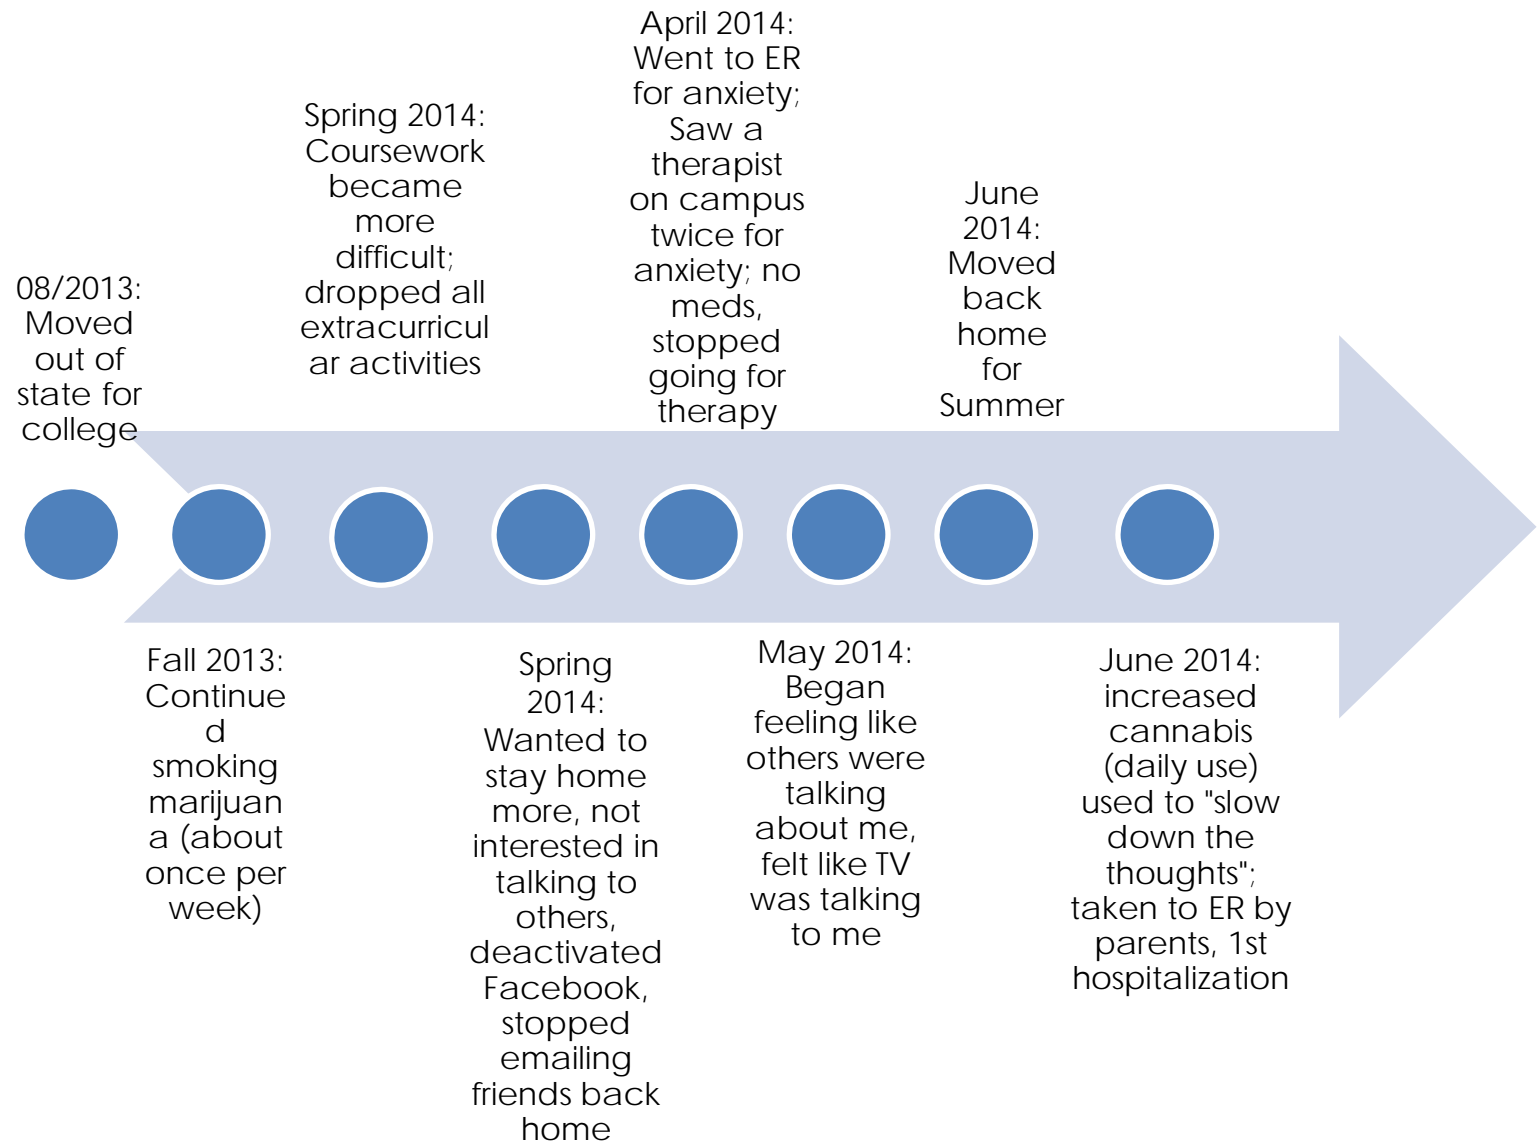 08/2013:
Moved
out of
state for
college
Fall 2013:
Continue
d
smoking
marijuan
a (about
once per
week)
Spring 2014:
Coursework
became
more
difficult;
dropped all
extracurricul
ar activities
Spring
2014:
Wanted to
stay home
more, not
interested in
talking to
others,
deactivated
Facebook,
stopped
emailing
friends back
home
April 2014:
Went to ER
for anxiety;
Saw a
therapist
on campus
twice for
anxiety; no
meds,
stopped
going for
therapy
May 2014:
Began
feeling like
others were
talking
about me,
felt like TV
was talking
to me
June
2014:
Moved
back
home
for
Summer
June 2014:
increased
cannabis
(daily use)
used to "slow
down the
thoughts";
taken to ER by
parents, 1st
hospitalization